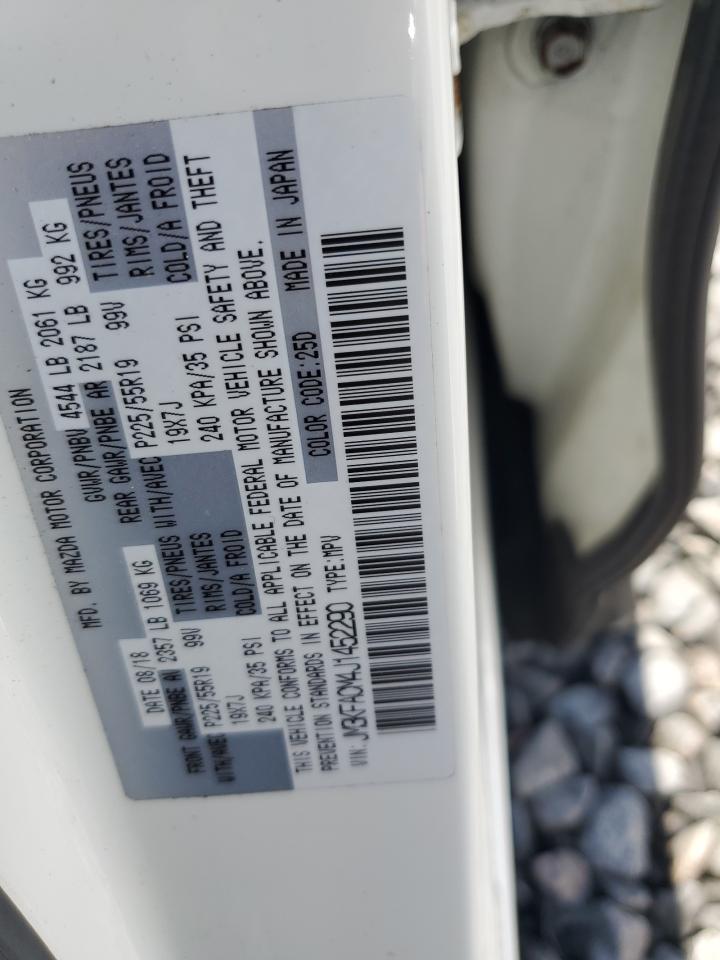 MFD. BY MAZDA MOTOR CORPORATION
DATE 08/18 GVWR/PNBV 4544 LB 2061 KG
FRONT GAWR/PNBE AV 2357 LB 1069 KG REAR GAWR/PNBE AR 2187 LB 992 KG
WITH/AVEC P225/55R19 99V TIRES/PNEUS WITH/AVEC P225/55R19 99V TIRES/PNEUS
19X7J RIMS/JANTES 19X7J RIMS/JANTES
240 KPA/35 PSI COLD/A FROID 240 KPA/35 PSI COLD/A FROID
THIS VEHICLE CONFORMS TO ALL APPLICABLE FEDERAL MOTOR VEHICLE SAFETY AND THEFT
PREVENTION STANDARDS IN EFFECT ON THE DATE OF MANUFACTURE SHOWN ABOVE.
VIN: JM3KFACM4J1452290 TYPE:MPV COLOR CODE:25D MADE IN JAPAN